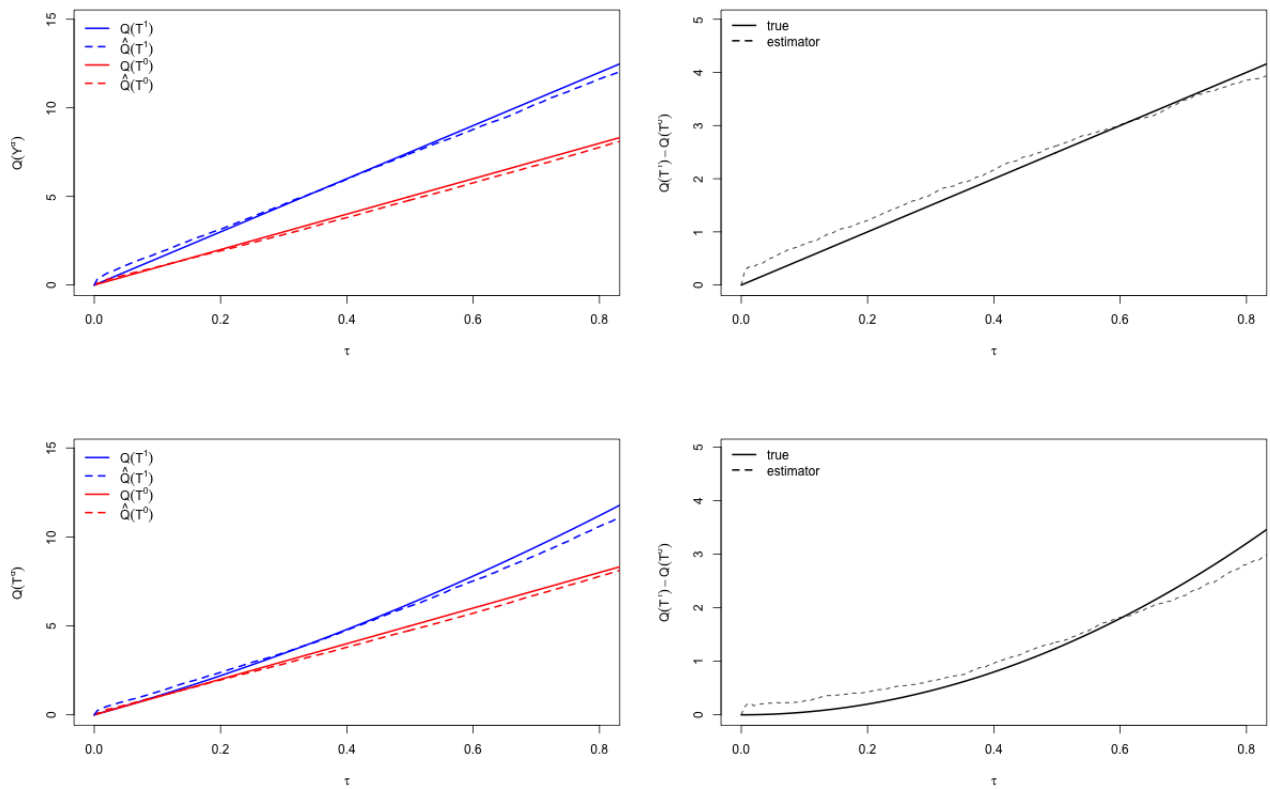 15
10
5
0
Q(Yᵃ)
Q(T¹)
Q̂(T¹)
Q(T⁰)
Q̂(T⁰)
0.0 0.2 0.4 0.6 0.8
τ
5
4
3
2
1
0
Q(T¹) − Q(T⁰)
true
estimator
0.0 0.2 0.4 0.6 0.8
τ
15
10
5
0
Q(Tᵃ)
Q(T¹)
Q̂(T¹)
Q(T⁰)
Q̂(T⁰)
0.0 0.2 0.4 0.6 0.8
τ
5
4
3
2
1
0
Q(T¹) − Q(T⁰)
true
estimator
0.0 0.2 0.4 0.6 0.8
τ